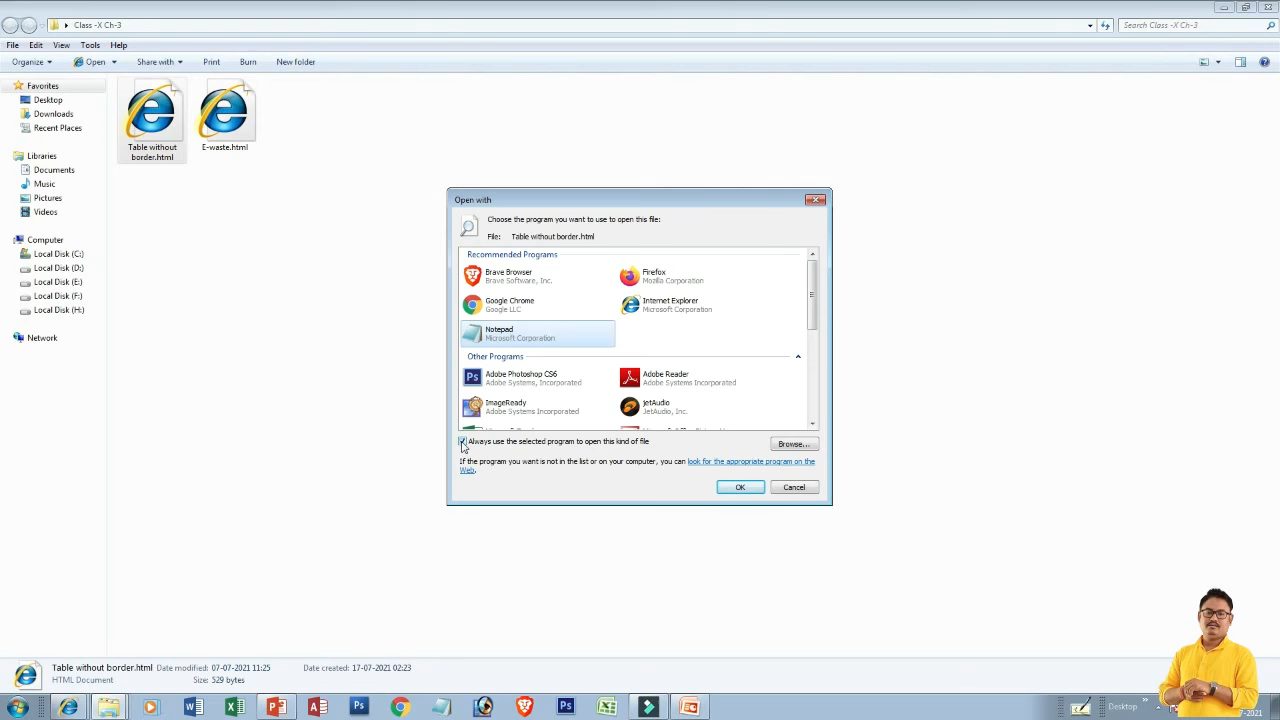 Class -X Ch-3
Search Class -X Ch-3
File Edit View Tools Help
Organize Open Share with Print Burn New folder
Favorites
Desktop
Downloads
Recent Places
Libraries
Documents
Music
Pictures
Videos
Computer
Local Disk (C:)
Local Disk (D:)
Local Disk (E:)
Local Disk (F:)
Local Disk (H:)
Network
Table without
border.html
E-waste.html
Open with
Choose the program you want to use to open this file:
File: Table without border.html
Recommended Programs
Brave Browser
Brave Software, Inc.
Firefox
Mozilla Corporation
Google Chrome
Google LLC
Internet Explorer
Microsoft Corporation
Notepad
Microsoft Corporation
Other Programs
Adobe Photoshop CS6
Adobe Systems, Incorporated
Adobe Reader
Adobe Systems Incorporated
ImageReady
Adobe Systems Incorporated
jetAudio
JetAudio, Inc.
Always use the selected program to open this kind of file
Browse...
If the program you want is not in the list or on your computer, you can look for the appropriate program on the
Web.
OK Cancel
Table without border.html Date modified: 07-07-2021 11:25 Date created: 17-07-2021 02:23
HTML Document Size: 529 bytes
Desktop